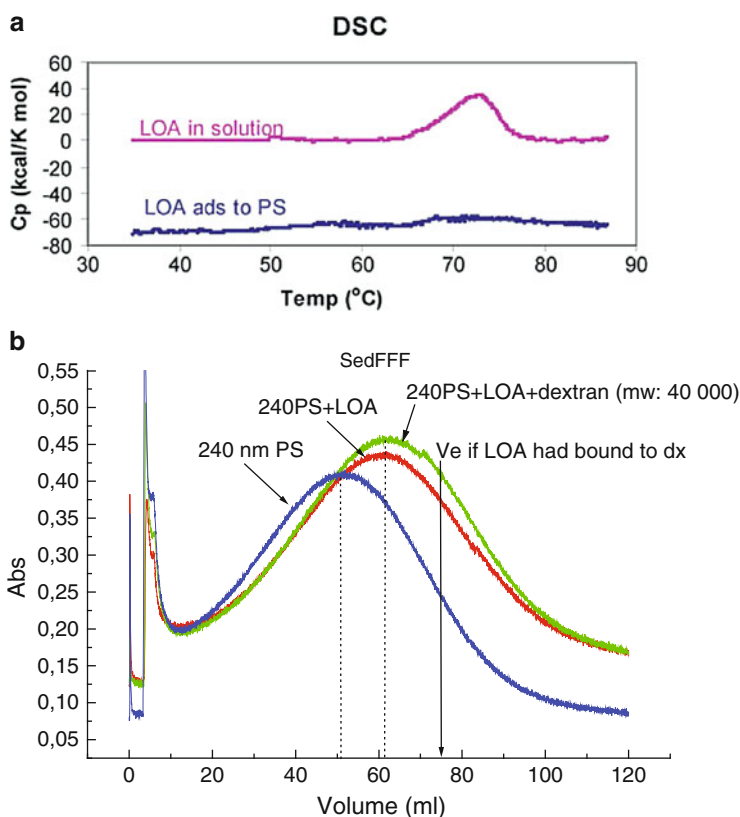 a
DSC
Cp (kcal/K mol)
60
40
20
0
-20
-40
-60
-80
LOA in solution
LOA ads to PS
30 40 50 60 70 80 90
Temp (°C)
b
SedFFF
Abs
0,55
0,50
0,45
0,40
0,35
0,30
0,25
0,20
0,15
0,10
0,05
240PS+LOA
240PS+LOA+dextran (mw: 40 000)
240 nm PS
Ve if LOA had bound to dx
0 20 40 60 80 100 120
Volume (ml)